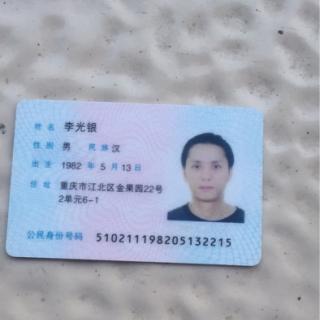 姓名 李光银
性别 男 民族 汉
出生 1982 年 5 月 13 日
住址 重庆市江北区金果园22号
2单元6-1
公民身份号码 510211198205132215